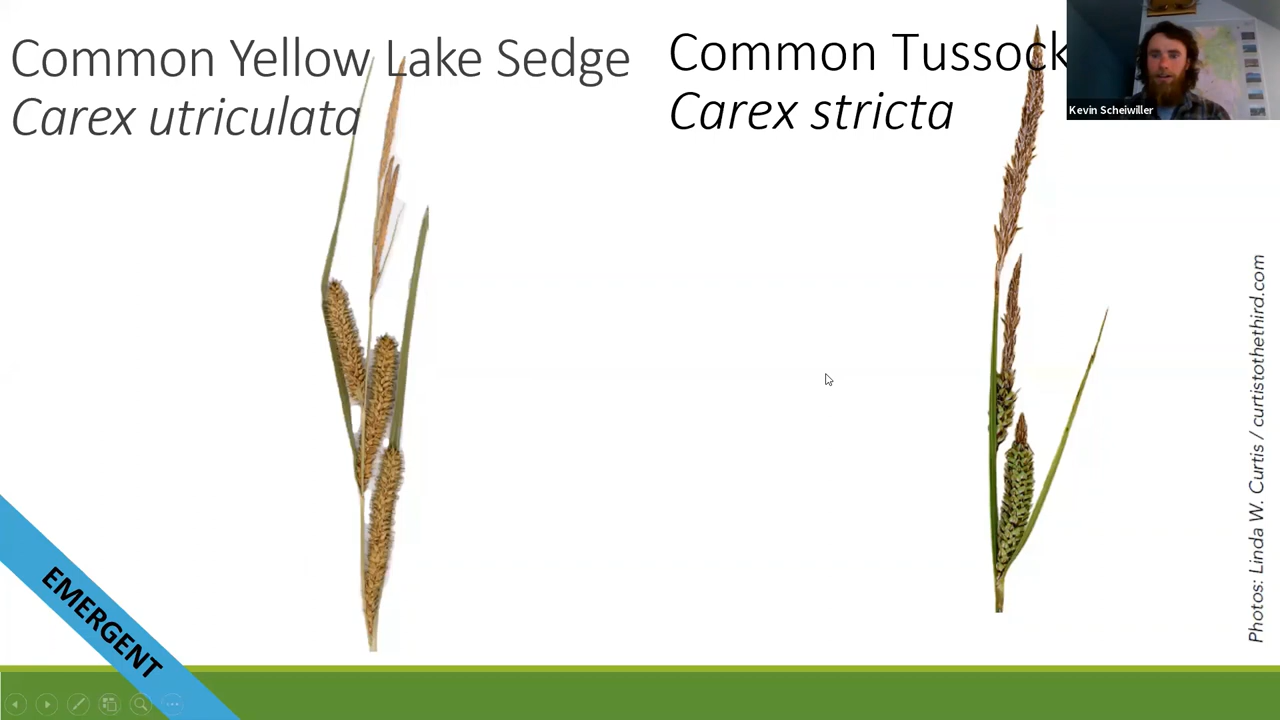 Common Yellow Lake Sedge
Carex utriculata
Common Tussock
Carex stricta
Kevin Scheiwiller
Photos: Linda W. Curtis / curtistothethird.com
EMERGENT